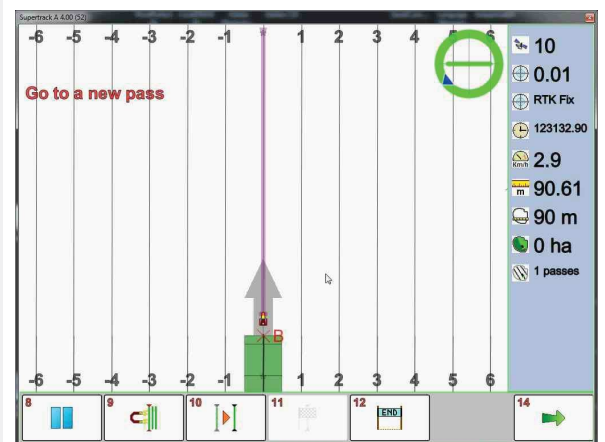 Supertrack A 4.00 (S2)
-6 -5 -4 -3 -2 -1 0 1 2 3 4 5 6
Go to a new pass
10
0.01
RTK Fix
123132.90
Km/h 2.9
m 90.61
90 m
0 ha
1 passes
B
-6 -5 -4 -3 -2 -1 1 2 3 4 5 6
8 9 10 11 12 14
END